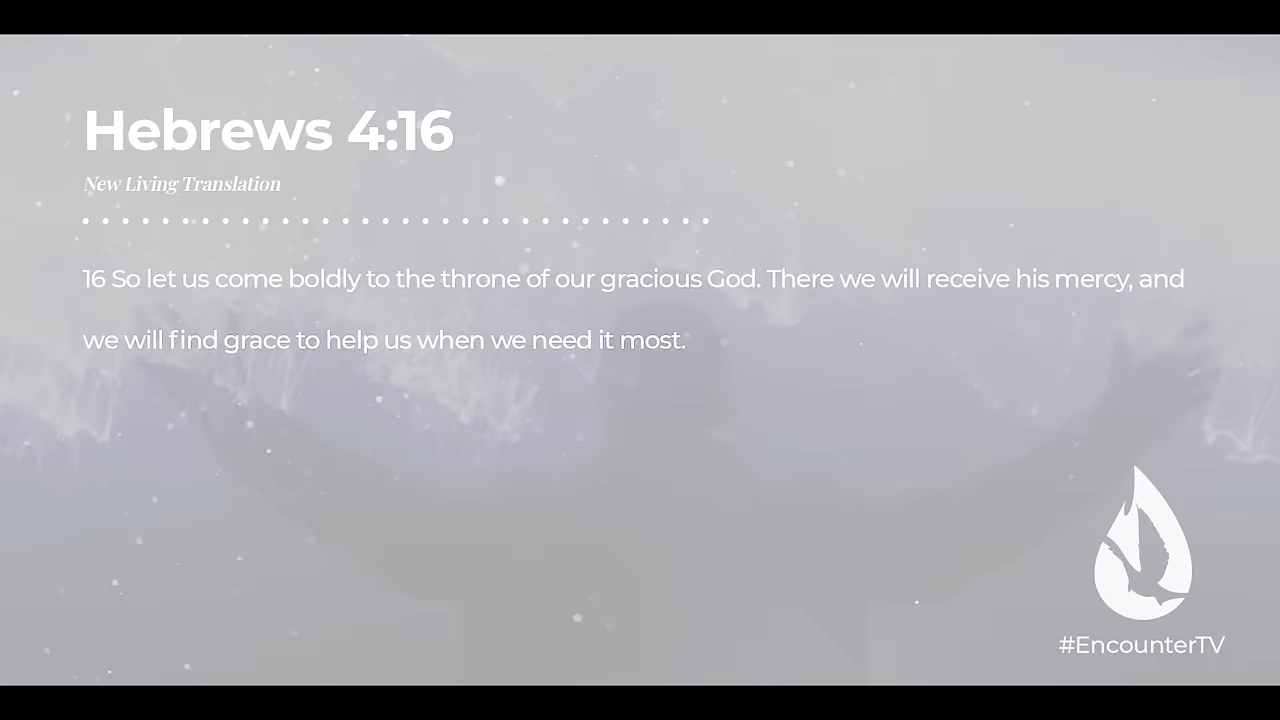 Hebrews 4:16
New Living Translation
16 So let us come boldly to the throne of our gracious God. There we will receive his mercy, and
we will find grace to help us when we need it most.
#EncounterTV